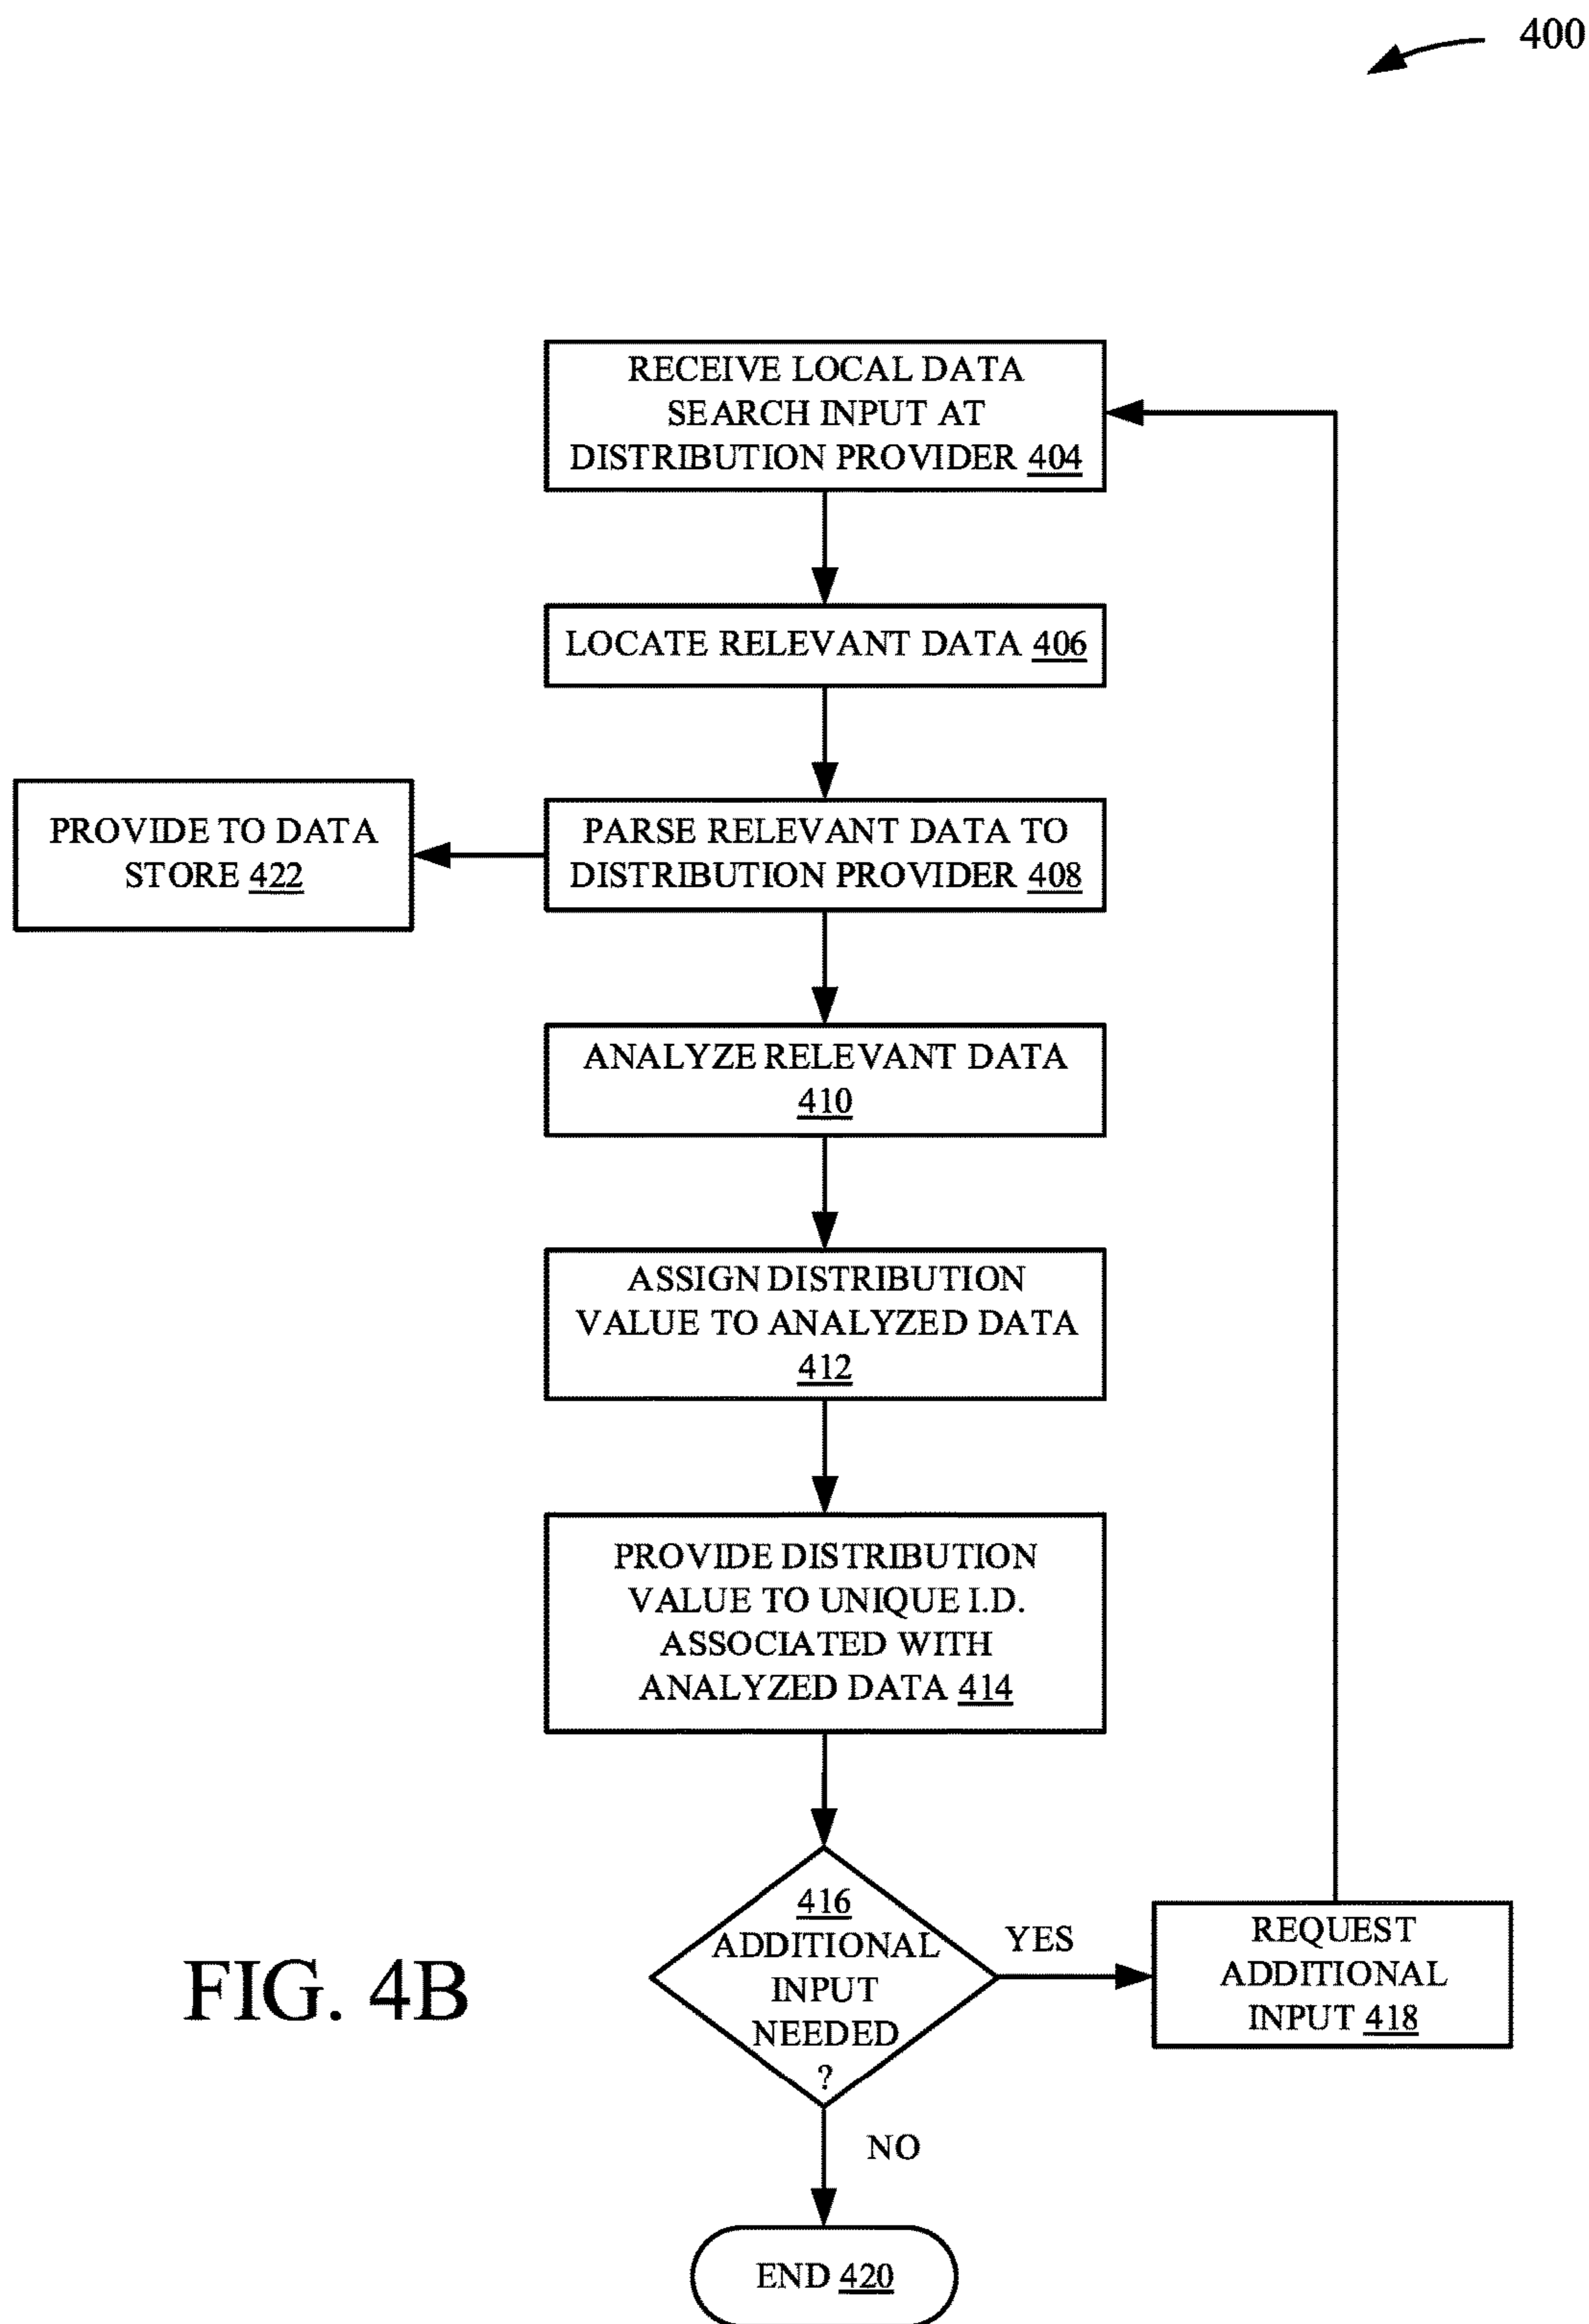 400
RECEIVE LOCAL DATA
SEARCH INPUT AT
DISTRIBUTION PROVIDER 404
LOCATE RELEVANT DATA 406
PROVIDE TO DATA
STORE 422
PARSE RELEVANT DATA TO
DISTRIBUTION PROVIDER 408
ANALYZE RELEVANT DATA
410
ASSIGN DISTRIBUTION
VALUE TO ANALYZED DATA
412
PROVIDE DISTRIBUTION
VALUE TO UNIQUE I.D.
ASSOCIATED WITH
ANALYZED DATA 414
416
ADDITIONAL
INPUT
NEEDED
?
YES
REQUEST
ADDITIONAL
INPUT 418
FIG. 4B
NO
END 420